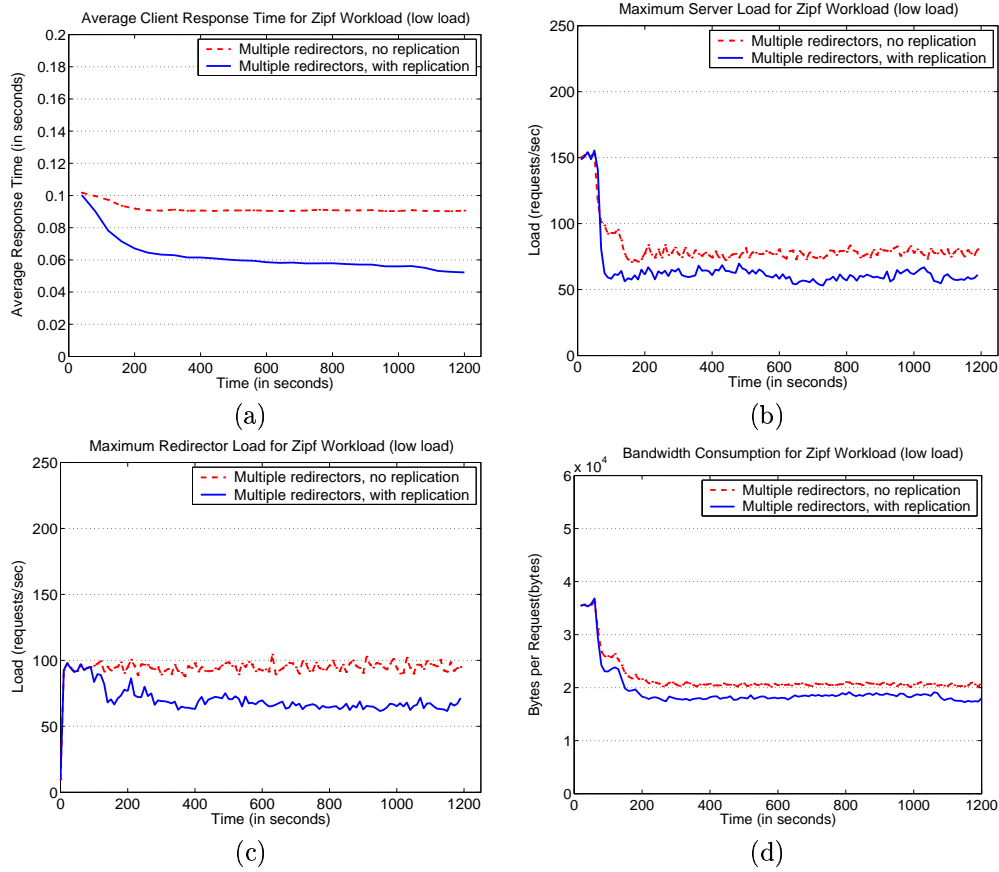 Average Client Response Time for Zipf Workload (low load)
0.2
0.18
0.16
0.14
0.12
0.1
0.08
0.06
0.04
0.02
0
Average Response Time (in seconds)
Multiple redirectors, no replication
Multiple redirectors, with replication
0 200 400 600 800 1000 1200
Time (in seconds)
(a)
Maximum Server Load for Zipf Workload (low load)
250
200
150
100
50
0
Load (requests/sec)
Multiple redirectors, no replication
Multiple redirectors, with replication
0 200 400 600 800 1000 1200
Time (in seconds)
(b)
Maximum Redirector Load for Zipf Workload (low load)
250
200
150
100
50
0
Load (requests/sec)
Multiple redirectors, no replication
Multiple redirectors, with replication
0 200 400 600 800 1000 1200
Time (in seconds)
(c)
Bandwidth Consumption for Zipf Workload (low load)
x 10^4
6
5
4
3
2
1
0
Bytes per Request(bytes)
Multiple redirectors, no replication
Multiple redirectors, with replication
0 200 400 600 800 1000 1200
Time (in seconds)
(d)